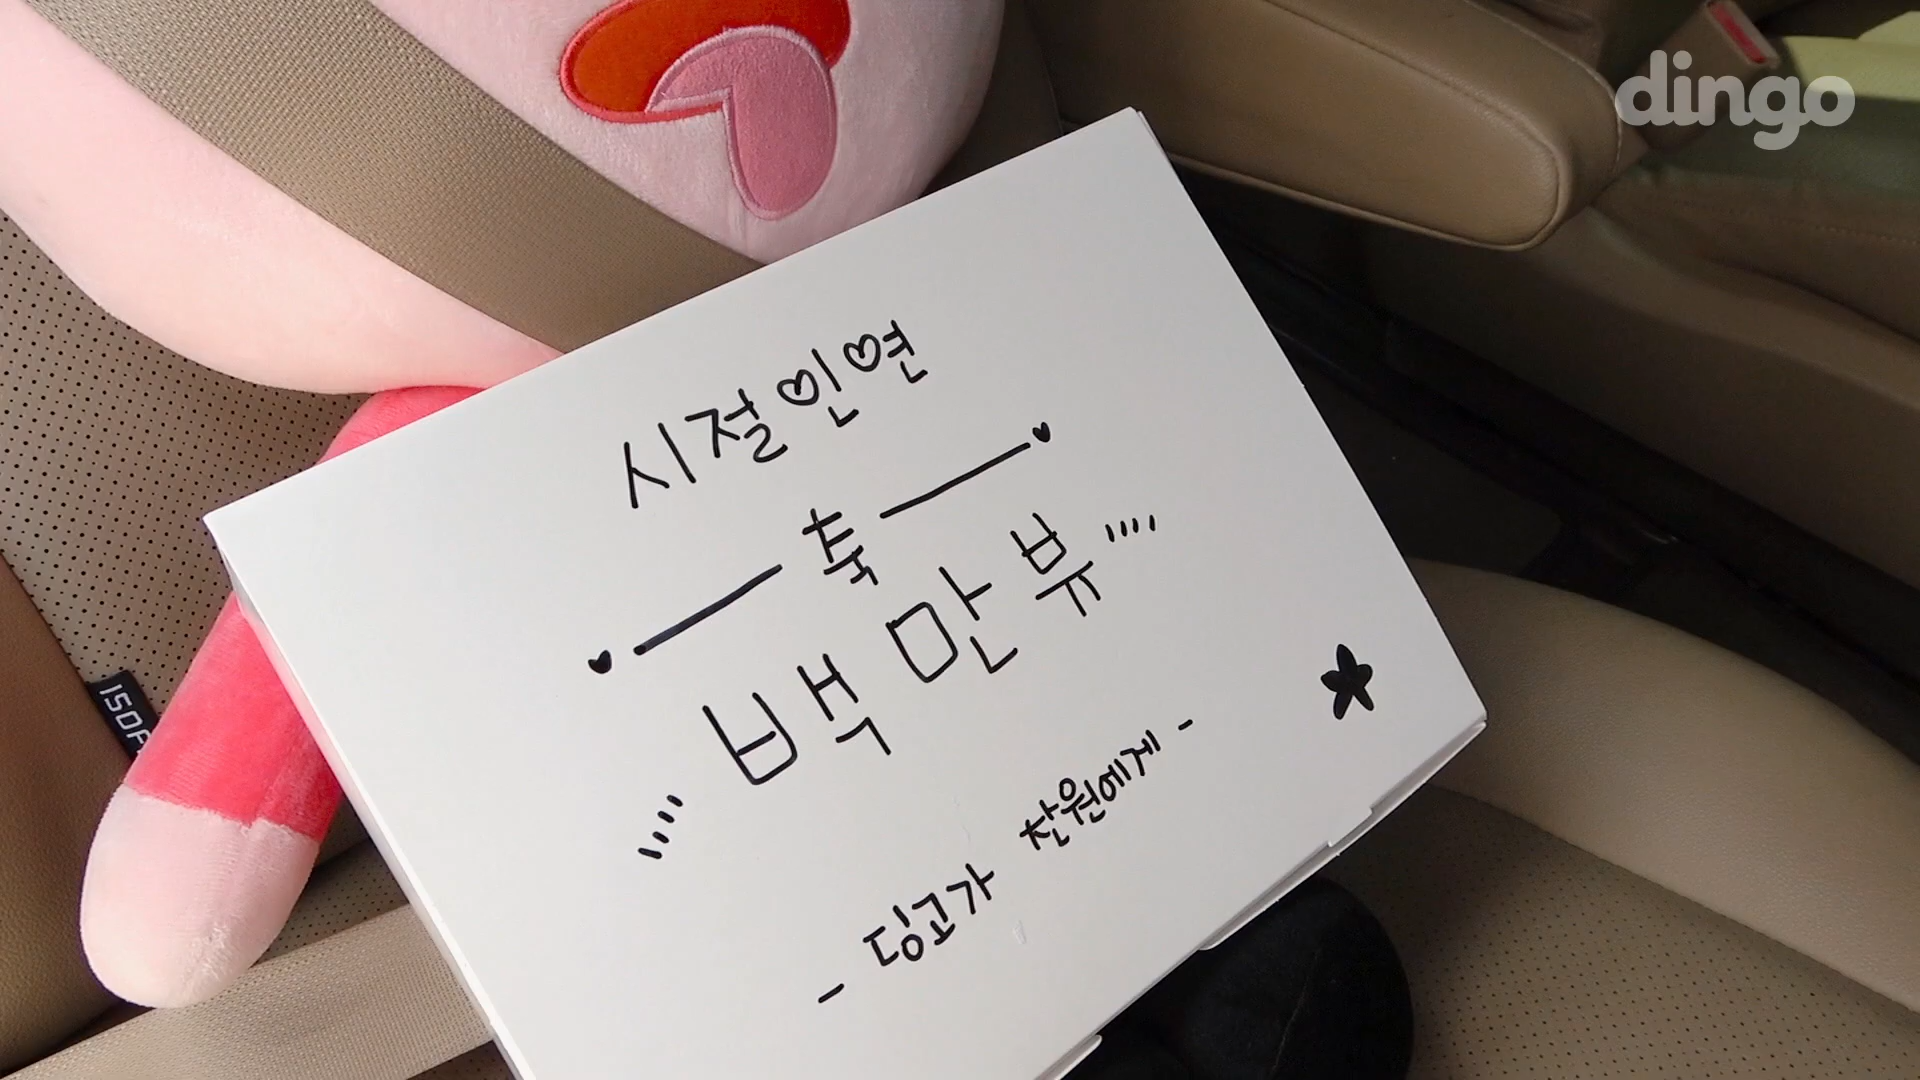 dingo
시절인연
축
백만뷰
- 딩고가 찬원에게 -